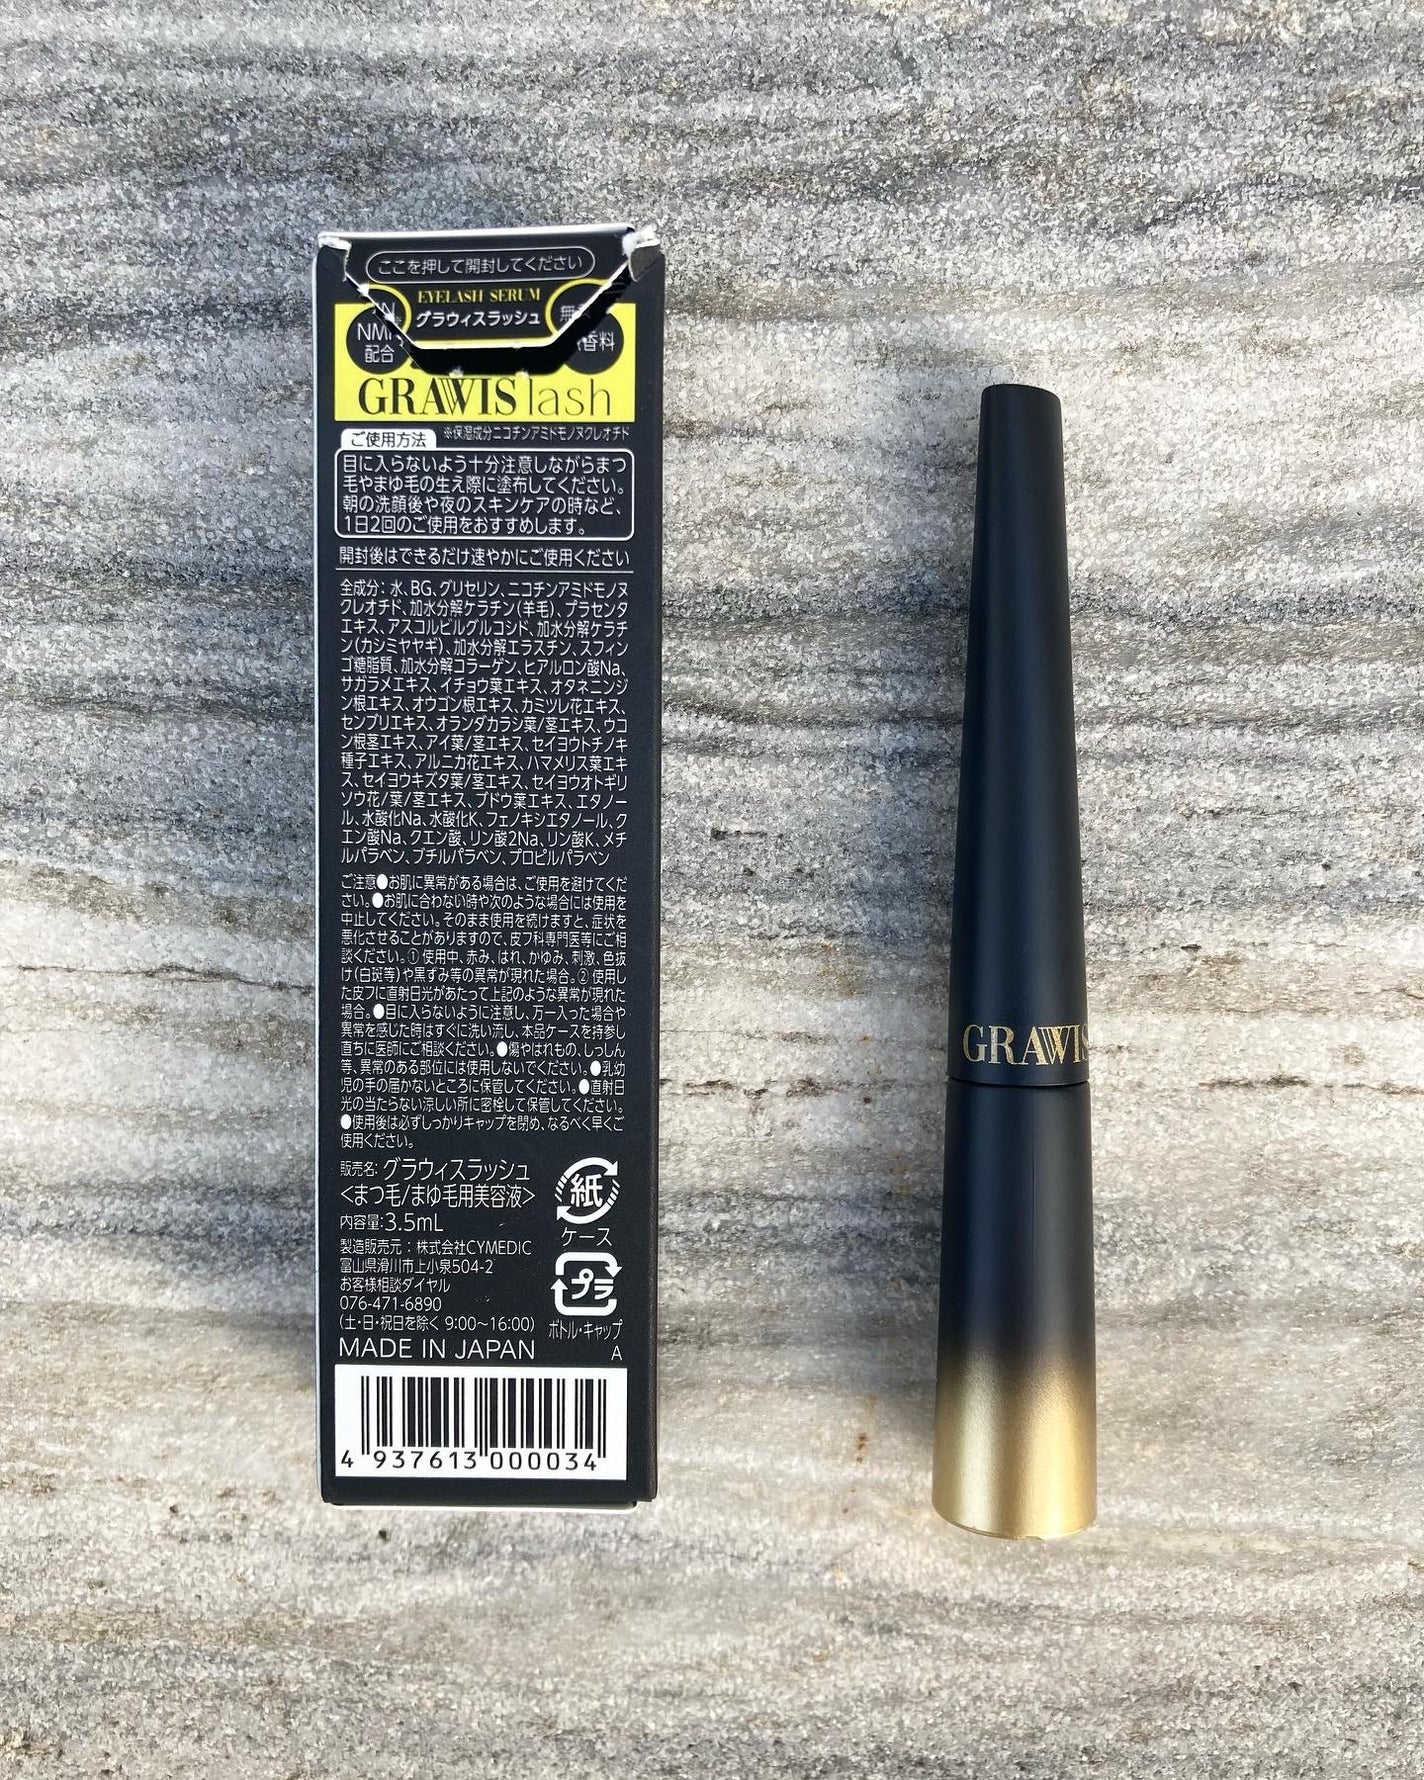 ここを押して開封してください
EYELASH SERUM
グラウィスラッシュ
配合
香料
GRAWIS lash
ご使用方法
※保湿成分ニコチンアミドモノヌクレオチド
目に入らないよう十分注意しながらまつ
毛やまゆ毛の生え際に塗布してください。
朝の洗顔後や夜のスキンケアの時など、
1日2回のご使用をおすすめします。
開封後はできるだけ速やかにご使用ください
全成分：水、BG、グリセリン、ニコチンアミドモノヌ
クレオチド、加水分解ケラチン(羊毛)、プラセンタ
エキス、アスコルビルグルコシド、加水分解ケラチ
ン(カシミヤヤギ)、加水分解エラスチン、スフィン
ゴ糖脂質、加水分解コラーゲン、ヒアルロン酸Na、
サガラメエキス、イチョウ葉エキス、オタネニンジ
ン根エキス、オウゴン根エキス、カミツレ花エキス、
センブリエキス、オランダカラシ葉/茎エキス、ウコ
ン根茎エキス、アイ葉/茎エキス、セイヨウトチノキ
種子エキス、アルニカ花エキス、ハマメリス葉エキ
ス、セイヨウキズタ葉/茎エキス、セイヨウオトギリ
ソウ花/葉/茎エキス、ブドウ葉エキス、エタノー
ル、水酸化Na、水酸化K、フェノキシエタノール、ク
エン酸Na、クエン酸、リン酸2Na、リン酸K、メチ
ルパラベン、ブチルパラベン、プロピルパラベン
ご注意●お肌に異常がある場合は、ご使用を避けてくだ
さい。●お肌に合わない時や次のような場合には使用を
中止してください。そのまま使用を続けますと、症状を
悪化させることがありますので、皮フ科専門医等にご相
談ください。① 使用中、赤み、はれ、かゆみ、刺激、色抜
け(白斑等)や黒ずみ等の異常が現れた場合。② 使用し
た皮フに直射日光があたって上記のような異常が現れた
場合。●目に入らないように注意し、万一入った場合や
異常を感じた時はすぐに洗い流し、本品ケースを持参し
直ちに医師にご相談ください。●傷やはれもの、しっしん
等、異常のある部位には使用しないでください。●乳幼
児の手の届かないところに保管してください。●直射日
光の当たらない涼しい所に密栓して保管してください。
●使用後は必ずしっかりキャップを閉め、なるべく早くご
使用ください。
販売名：グラウィスラッシュ
＜まつ毛/まゆ毛用美容液＞
内容量：3.5mL
製造販売元：株式会社CYMEDIC
富山県滑川市上小泉504-2
お客様相談ダイヤル
076-471-6890
(土・日・祝日を除く 9:00～16:00)
MADE IN JAPAN
紙
ケース
プラ
ボトル・キャップ
A
4 937613 000034
GRAWIS